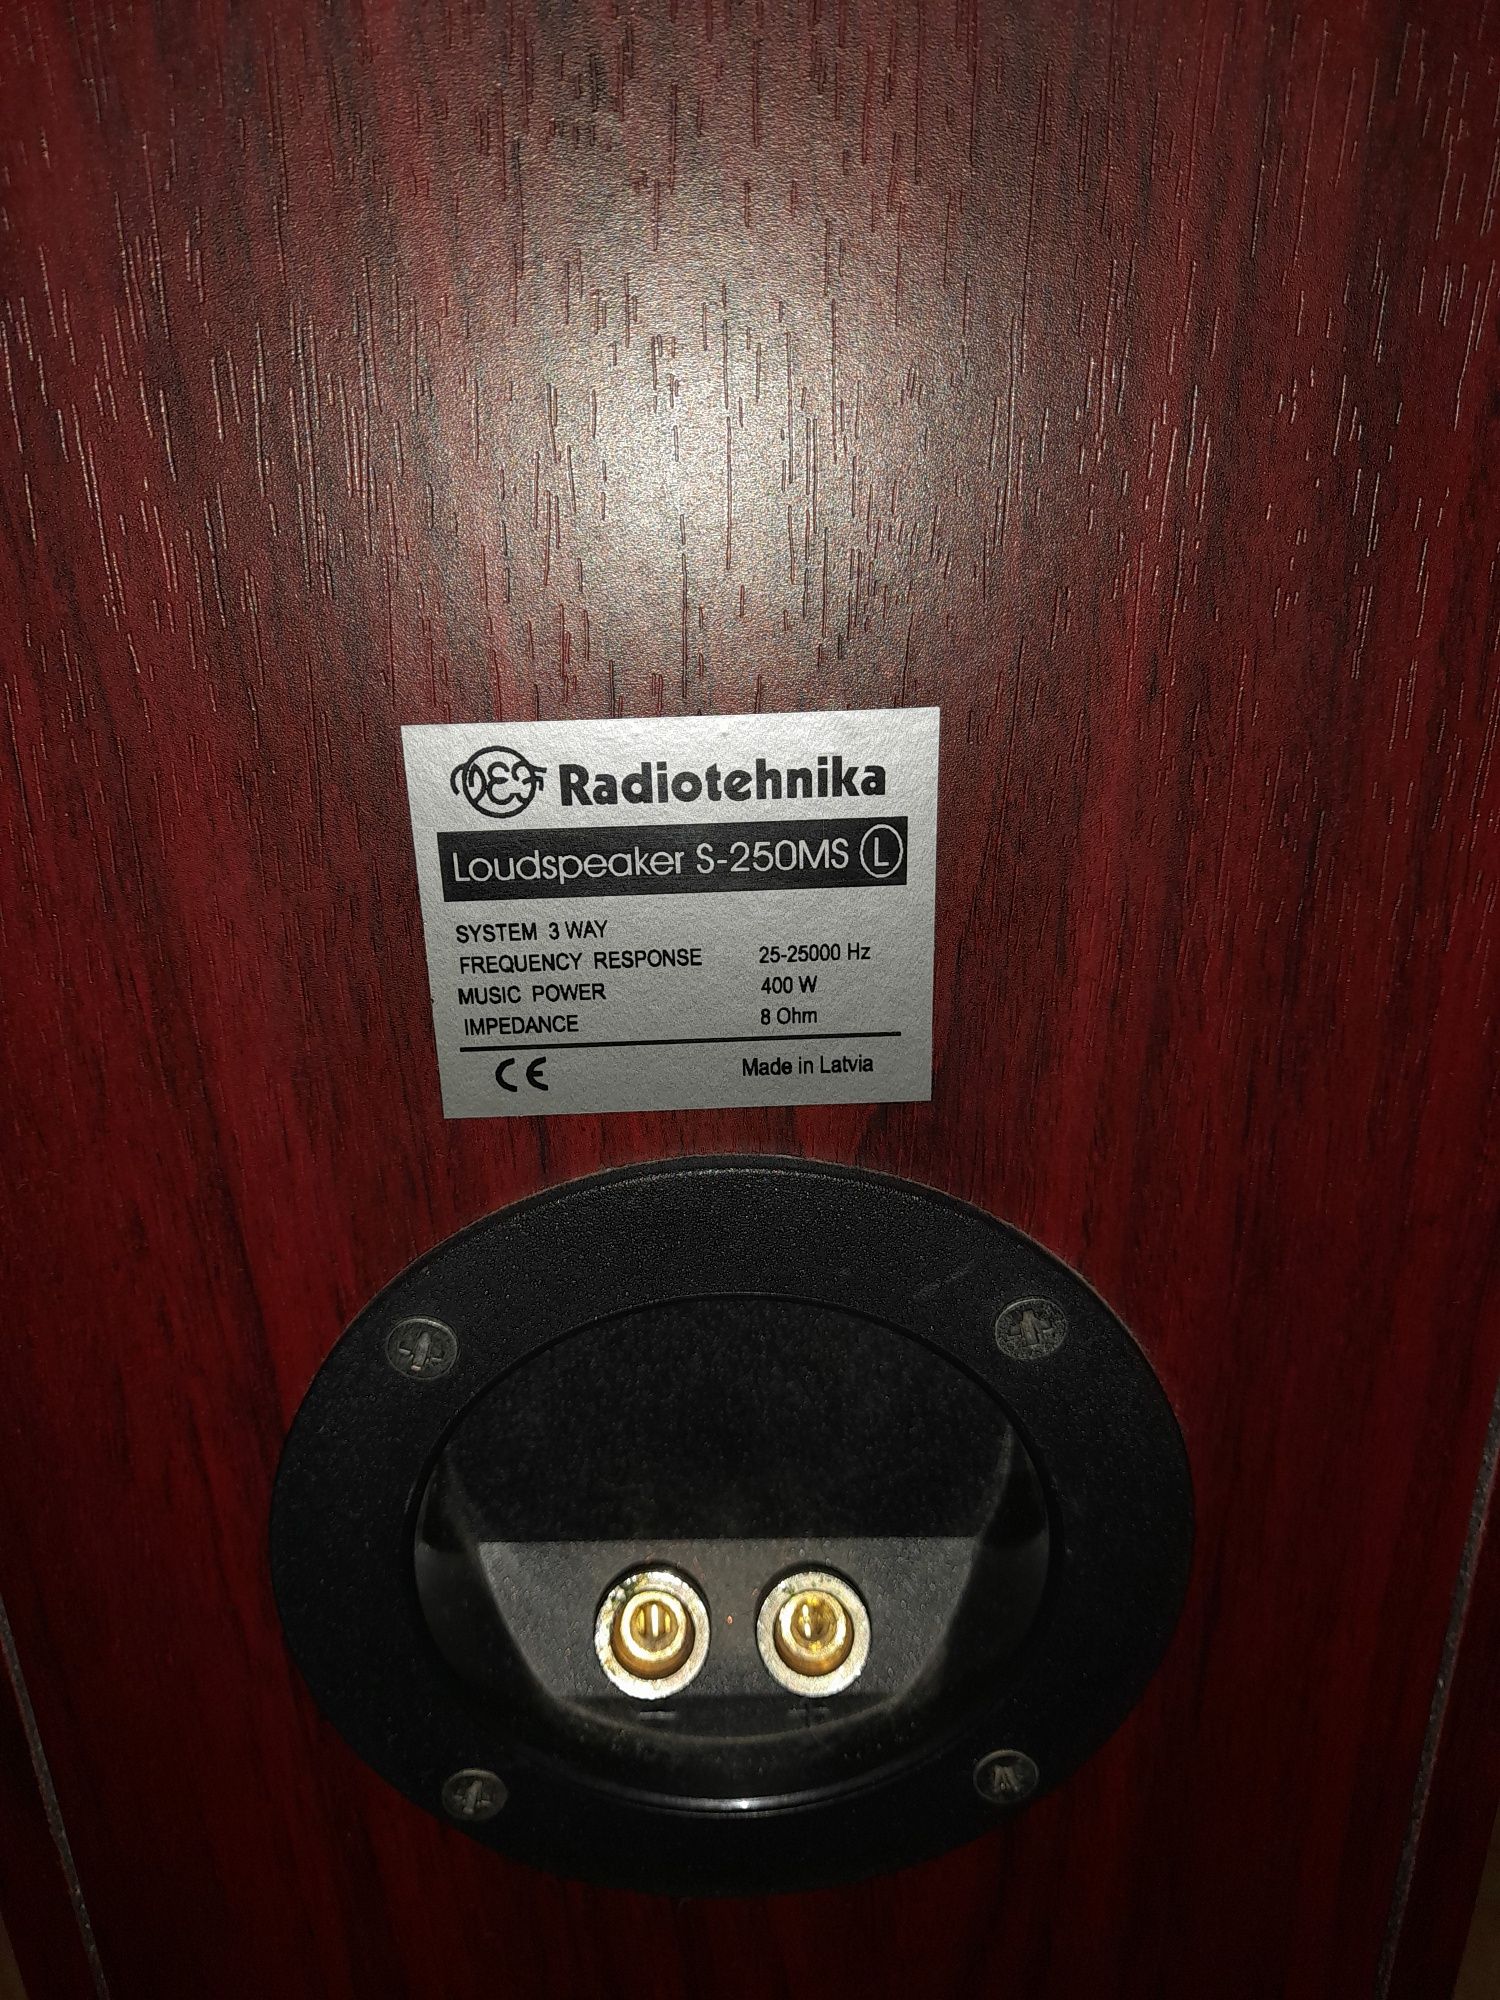 VEF Radiotehnika
Loudspeaker S-250MS L
SYSTEM 3 WAY
FREQUENCY RESPONSE 25-25000 Hz
MUSIC POWER 400 W
IMPEDANCE 8 Ohm
CE Made in Latvia
− +